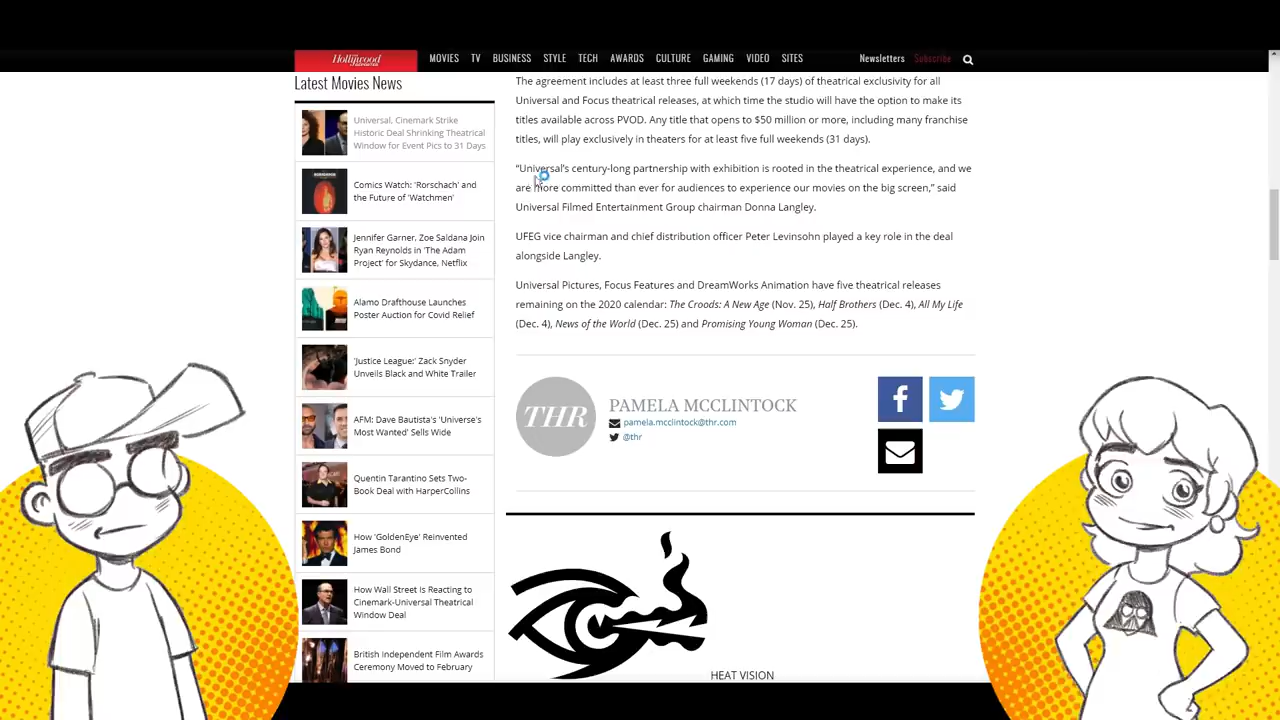 Hollywood
REPORTER
MOVIES TV BUSINESS STYLE TECH AWARDS CULTURE GAMING VIDEO SITES
Newsletters Subscribe
Latest Movies News
Universal, Cinemark Strike
Historic Deal Shrinking Theatrical
Window for Event Pics to 31 Days
Comics Watch: 'Rorschach' and
the Future of 'Watchmen'
Jennifer Garner, Zoe Saldana Join
Ryan Reynolds in 'The Adam
Project' for Skydance, Netflix
Alamo Drafthouse Launches
Poster Auction for Covid Relief
'Justice League:' Zack Snyder
Unveils Black and White Trailer
AFM: Dave Bautista's 'Universe's
Most Wanted' Sells Wide
Quentin Tarantino Sets Two-
Book Deal with HarperCollins
How 'GoldenEye' Reinvented
James Bond
How Wall Street Is Reacting to
Cinemark-Universal Theatrical
Window Deal
British Independent Film Awards
Ceremony Moved to February
The agreement includes at least three full weekends (17 days) of theatrical exclusivity for all
Universal and Focus theatrical releases, at which time the studio will have the option to make its
titles available across PVOD. Any title that opens to $50 million or more, including many franchise
titles, will play exclusively in theaters for at least five full weekends (31 days).
“Universal’s century-long partnership with exhibition is rooted in the theatrical experience, and we
are more committed than ever for audiences to experience our movies on the big screen,” said
Universal Filmed Entertainment Group chairman Donna Langley.
UFEG vice chairman and chief distribution officer Peter Levinsohn played a key role in the deal
alongside Langley.
Universal Pictures, Focus Features and DreamWorks Animation have five theatrical releases
remaining on the 2020 calendar: The Croods: A New Age (Nov. 25), Half Brothers (Dec. 4), All My Life
(Dec. 4), News of the World (Dec. 25) and Promising Young Woman (Dec. 25).
THR
PAMELA MCCLINTOCK
pamela.mcclintock@thr.com
@thr
HEAT VISION